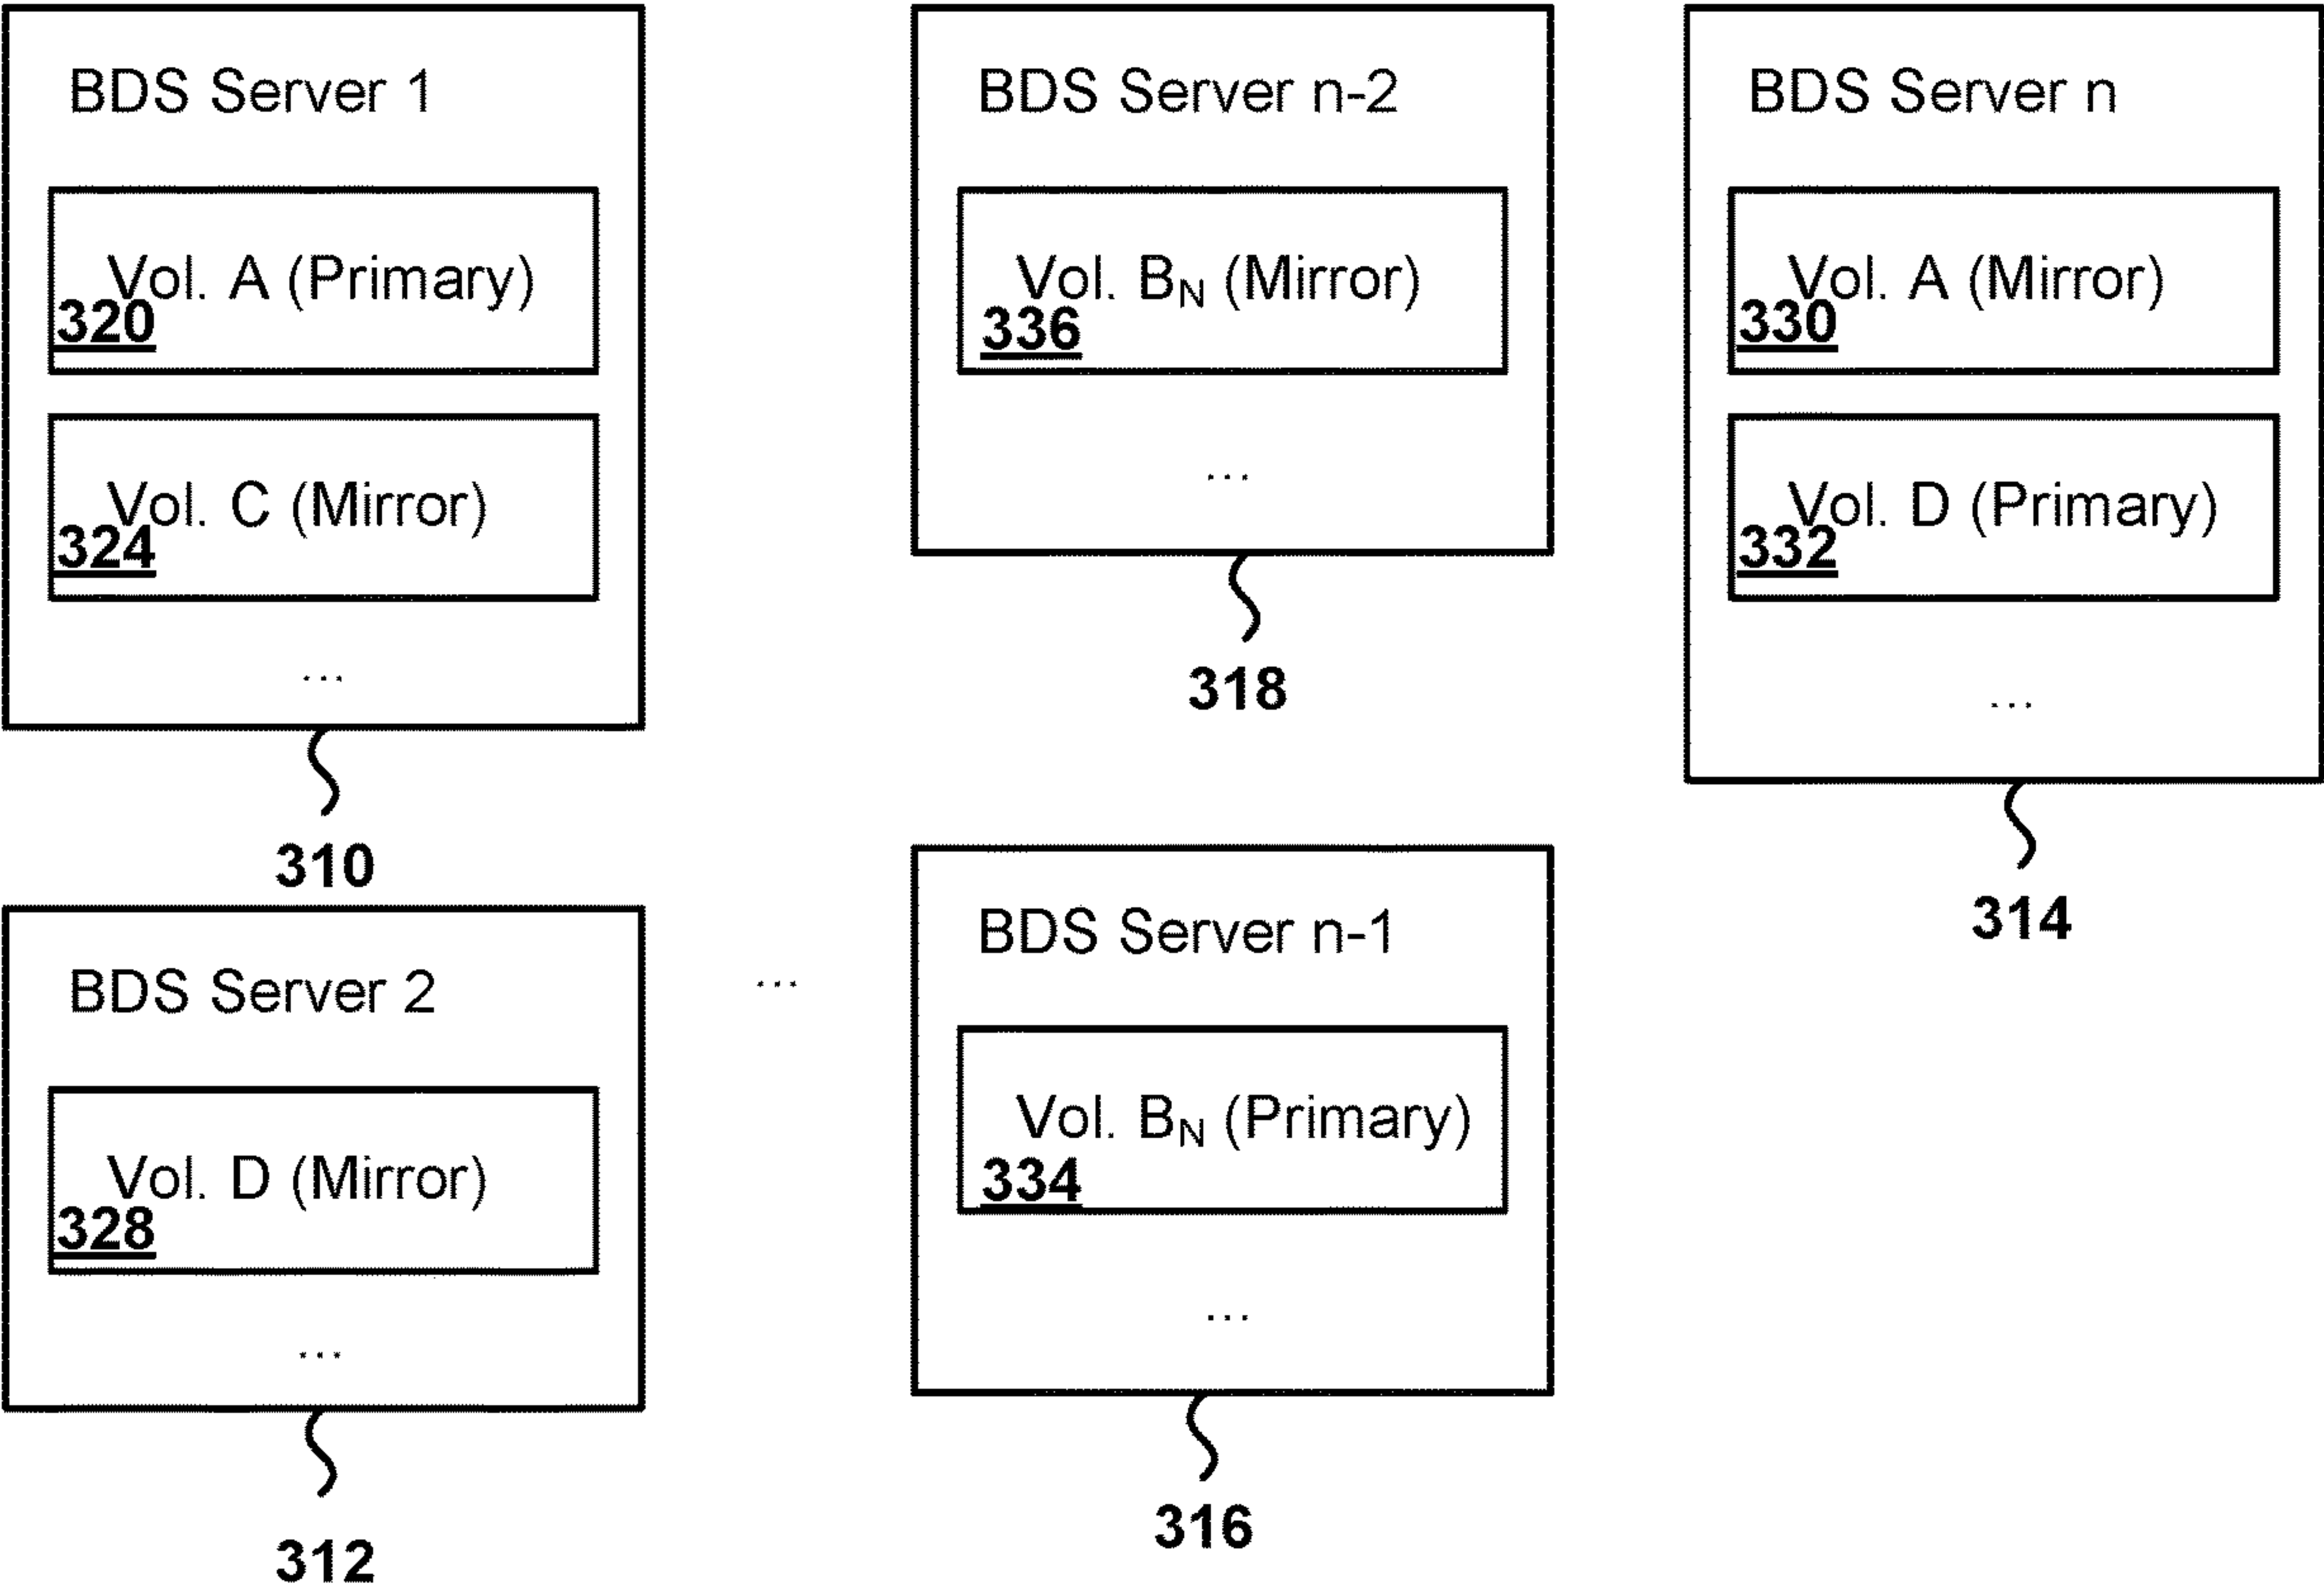 BDS Server 1
Vol. A (Primary)
320
Vol. C (Mirror)
324
...
310
BDS Server 2
Vol. D (Mirror)
328
...
312
...
BDS Server n-2
Vol. BN (Mirror)
336
...
318
BDS Server n-1
Vol. BN (Primary)
334
...
316
BDS Server n
Vol. A (Mirror)
330
Vol. D (Primary)
332
...
314